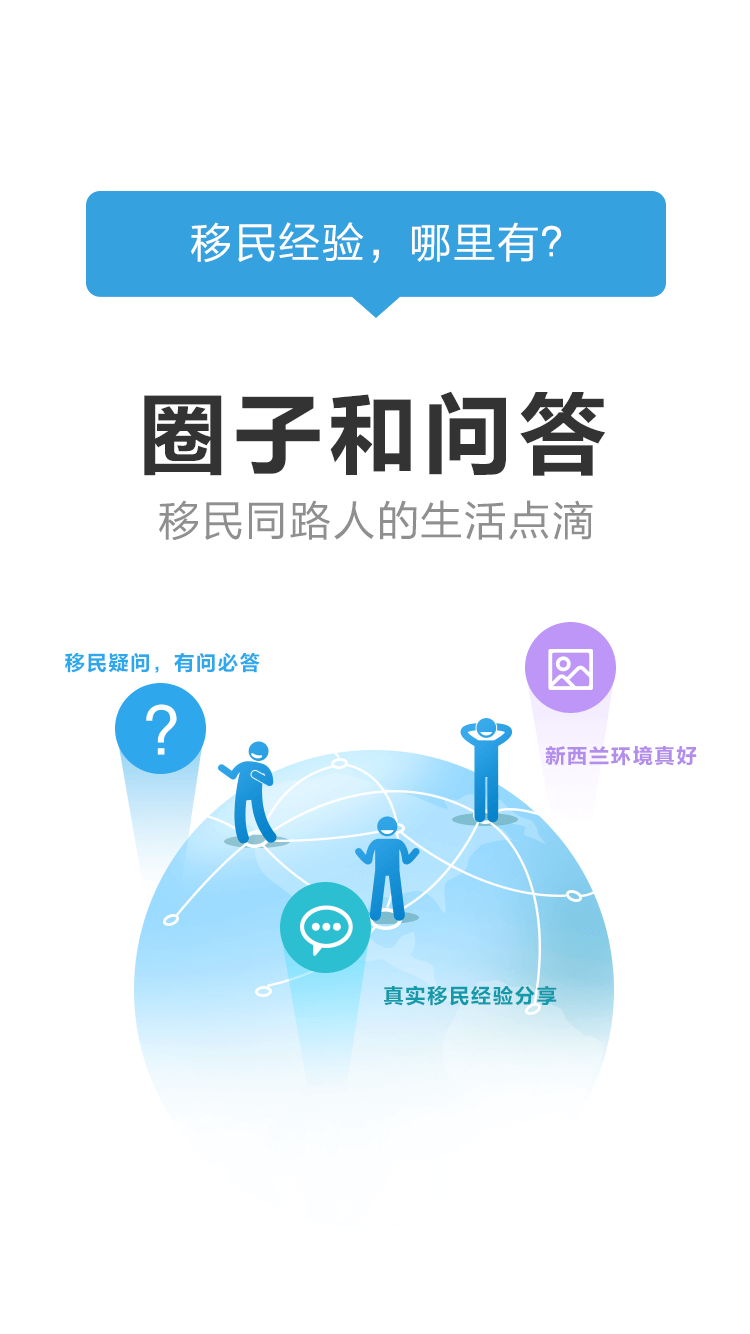 移民经验，哪里有?
圈子和问答
移民同路人的生活点滴
移民疑问，有问必答
?
新西兰环境真好
真实移民经验分享